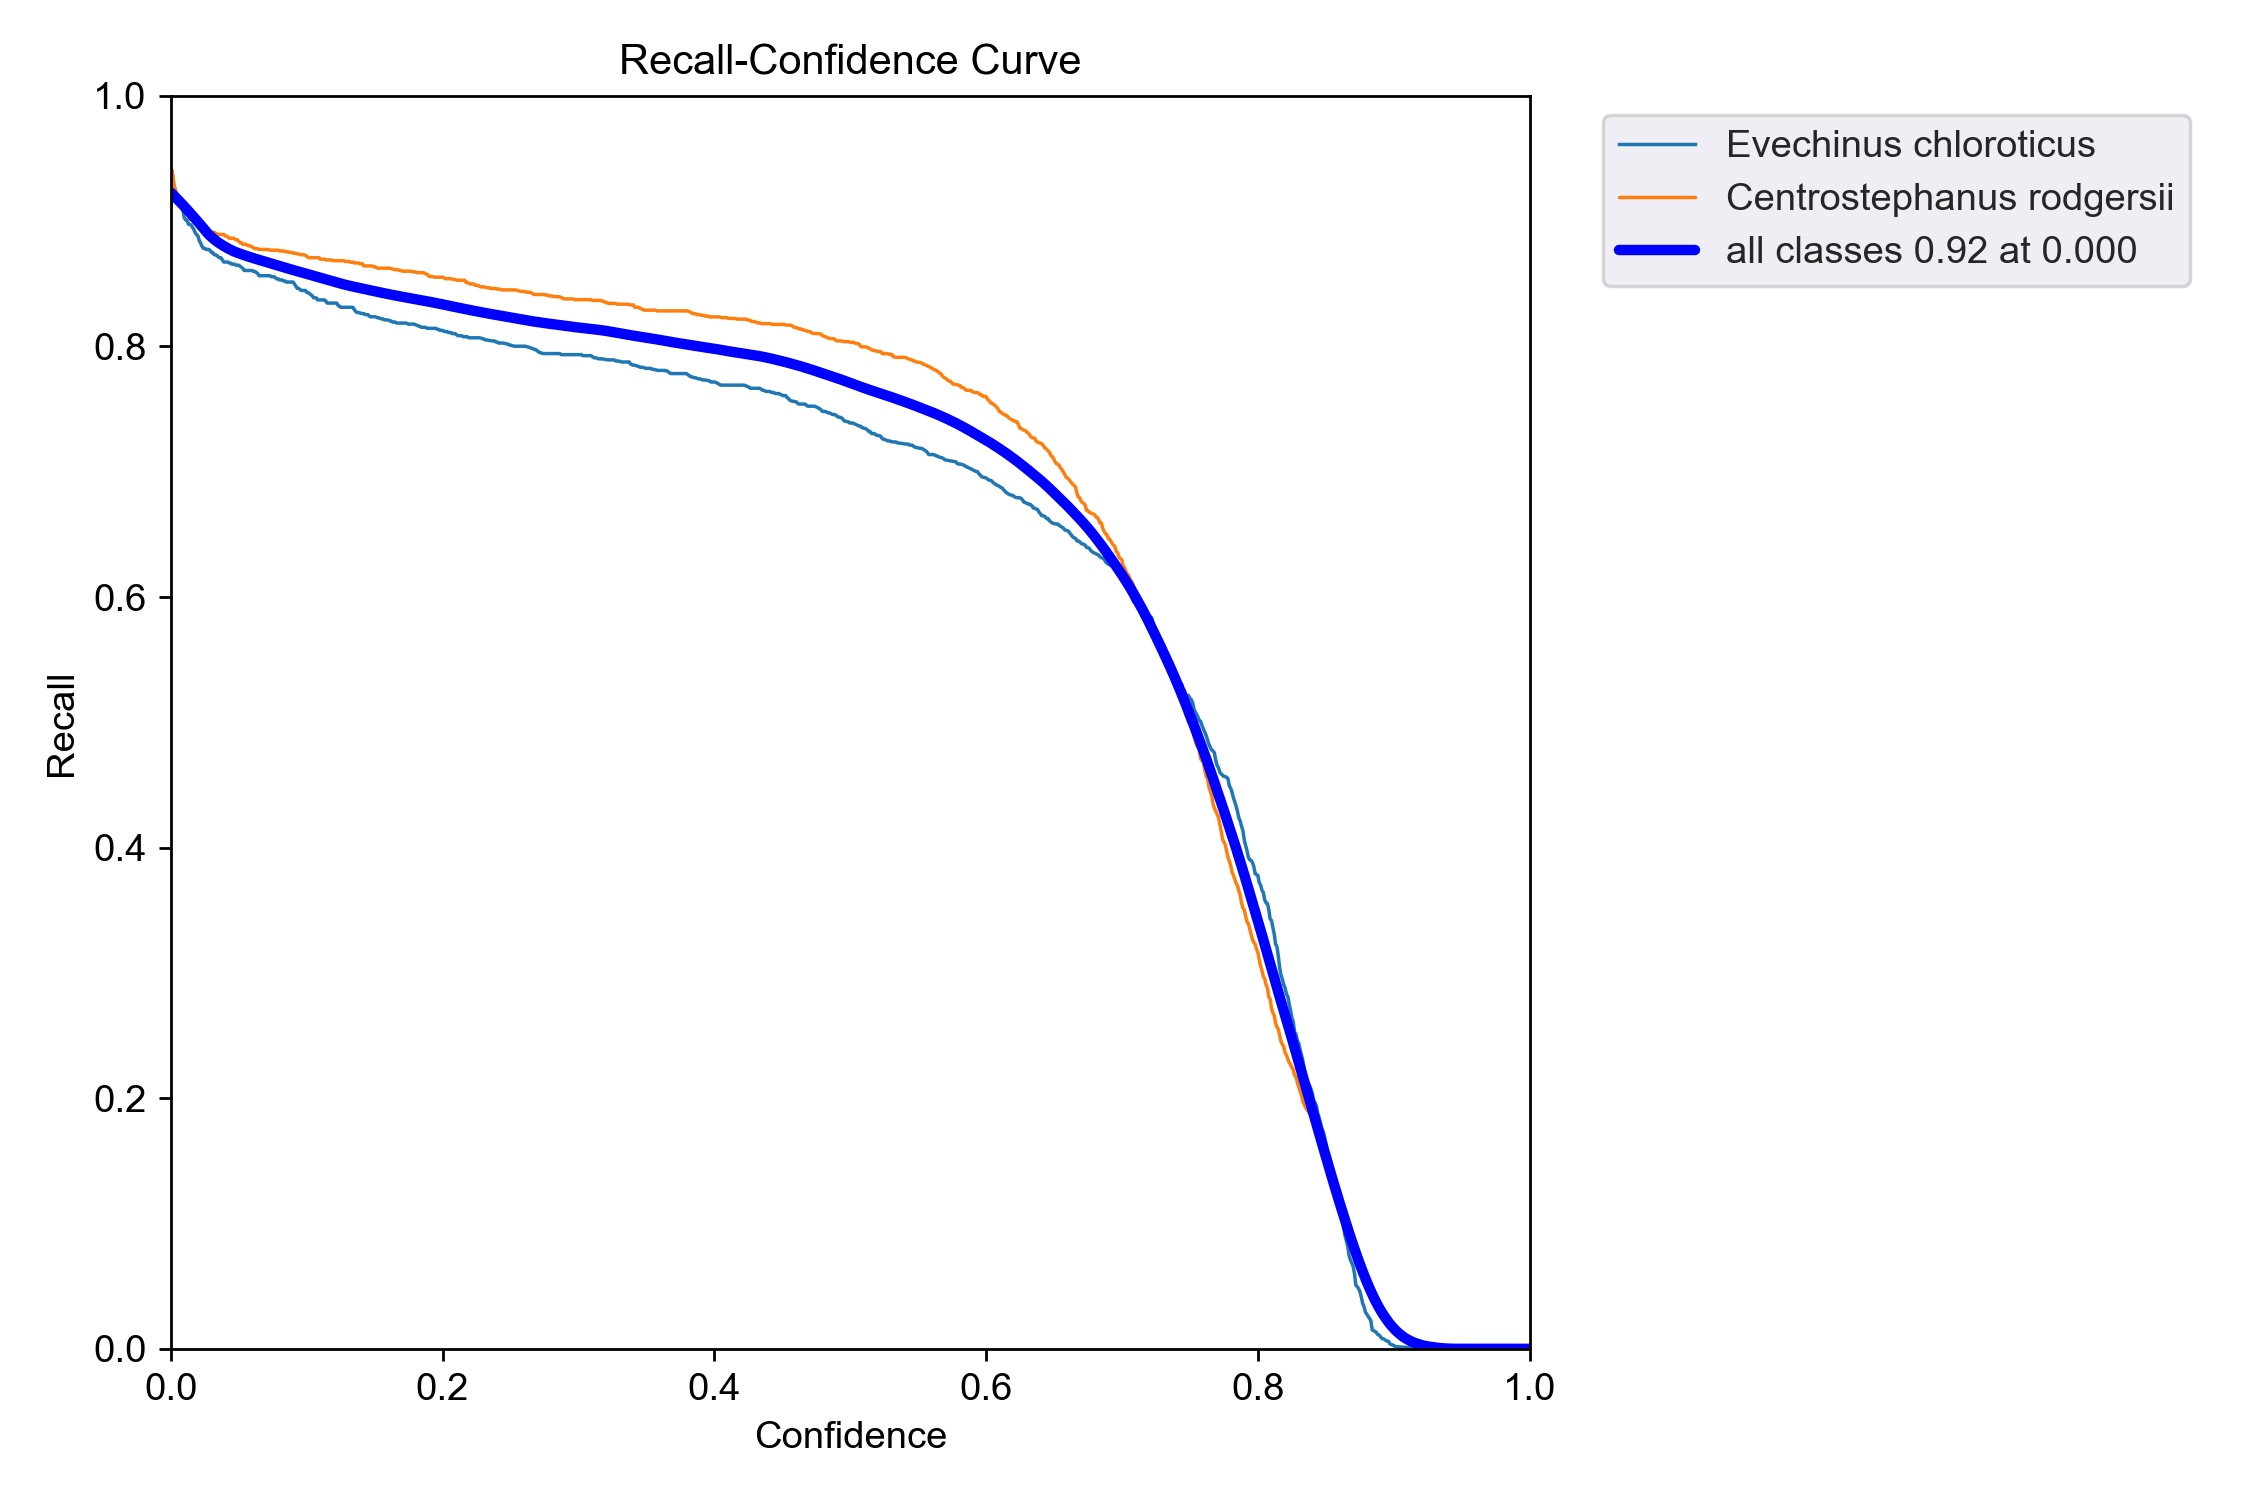 Recall-Confidence Curve
1.0
0.8
0.6
0.4
0.2
0.0
Recall
0.0 0.2 0.4 0.6 0.8 1.0
Confidence
Evechinus chloroticus
Centrostephanus rodgersii
all classes 0.92 at 0.000